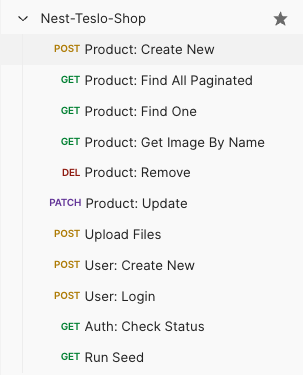 Nest-Teslo-Shop
POST Product: Create New
GET Product: Find All Paginated
GET Product: Find One
GET Product: Get Image By Name
DEL Product: Remove
PATCH Product: Update
POST Upload Files
POST User: Create New
POST User: Login
GET Auth: Check Status
GET Run Seed